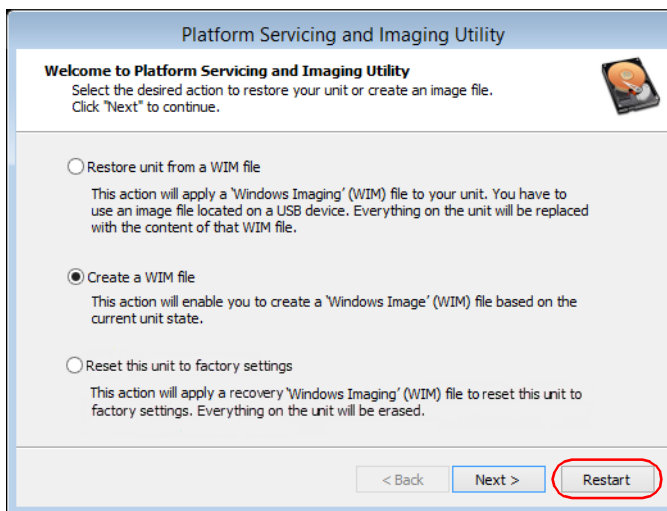 Platform Servicing and Imaging Utility
Welcome to Platform Servicing and Imaging Utility
Select the desired action to restore your unit or create an image file.
Click "Next" to continue.
Restore unit from a WIM file
This action will apply a 'Windows Imaging' (WIM) file to your unit. You have to
use an image file located on a USB device. Everything on the unit will be replaced
with the content of that WIM file.
Create a WIM file
This action will enable you to create a 'Windows Image' (WIM) file based on the
current unit state.
Reset this unit to factory settings
This action will apply a recovery 'Windows Imaging' (WIM) file to reset this unit to
factory settings. Everything on the unit will be erased.
< Back Next > Restart